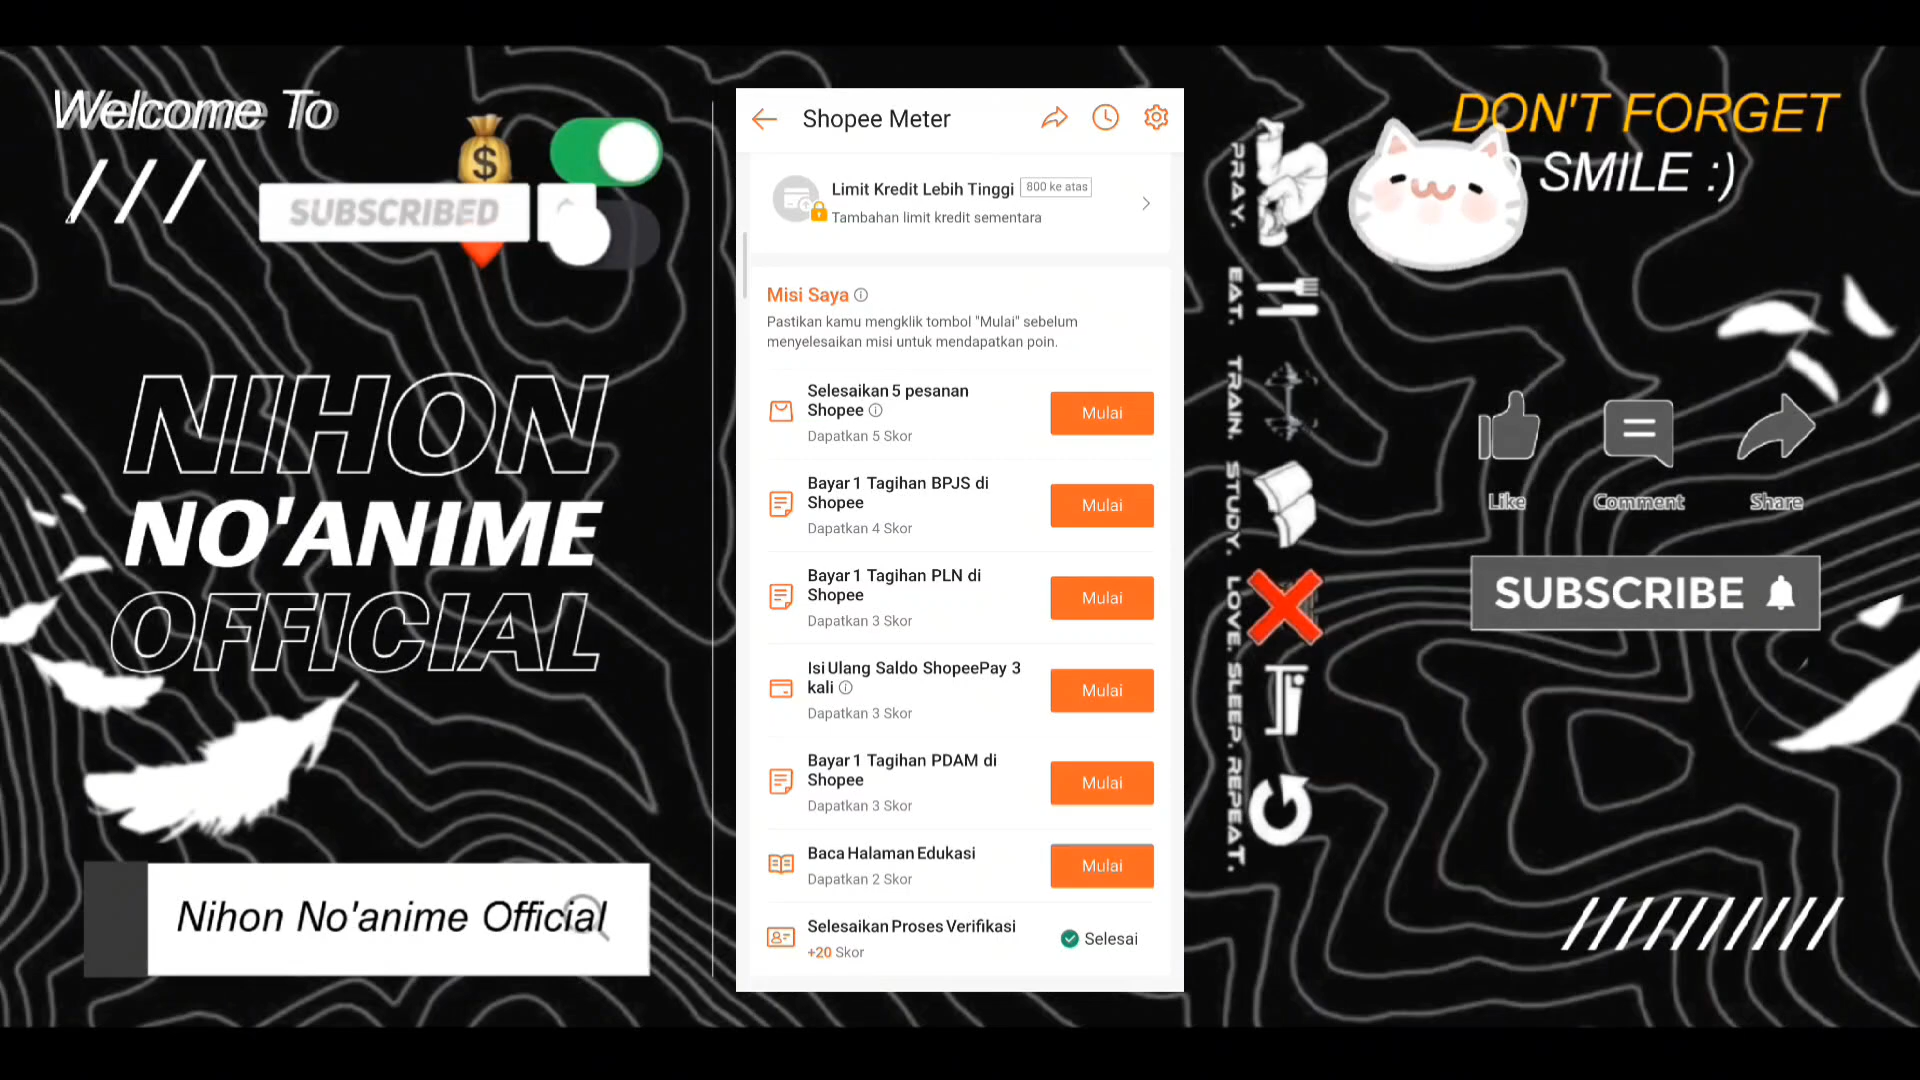 Welcome To
SUBSCRIBED
NIHON
NO'ANIME
OFFICIAL
Nihon No'anime Official
Shopee Meter
Limit Kredit Lebih Tinggi 800 ke atas
Tambahan limit kredit sementara
Misi Saya
Pastikan kamu mengklik tombol "Mulai" sebelum
menyelesaikan misi untuk mendapatkan poin.
Selesaikan 5 pesanan
Shopee
Dapatkan 5 Skor
Mulai
Bayar 1 Tagihan BPJS di
Shopee
Dapatkan 4 Skor
Mulai
Bayar 1 Tagihan PLN di
Shopee
Dapatkan 3 Skor
Mulai
Isi Ulang Saldo ShopeePay 3
kali
Dapatkan 3 Skor
Mulai
Bayar 1 Tagihan PDAM di
Shopee
Dapatkan 3 Skor
Mulai
Baca Halaman Edukasi
Dapatkan 2 Skor
Mulai
Selesaikan Proses Verifikasi
+20 Skor
Selesai
PRAY. EAT. TRAIN. STUDY. LOVE. SLEEP. REPEAT.
DON'T FORGET
SMILE :)
Like
Comment
Share
SUBSCRIBE